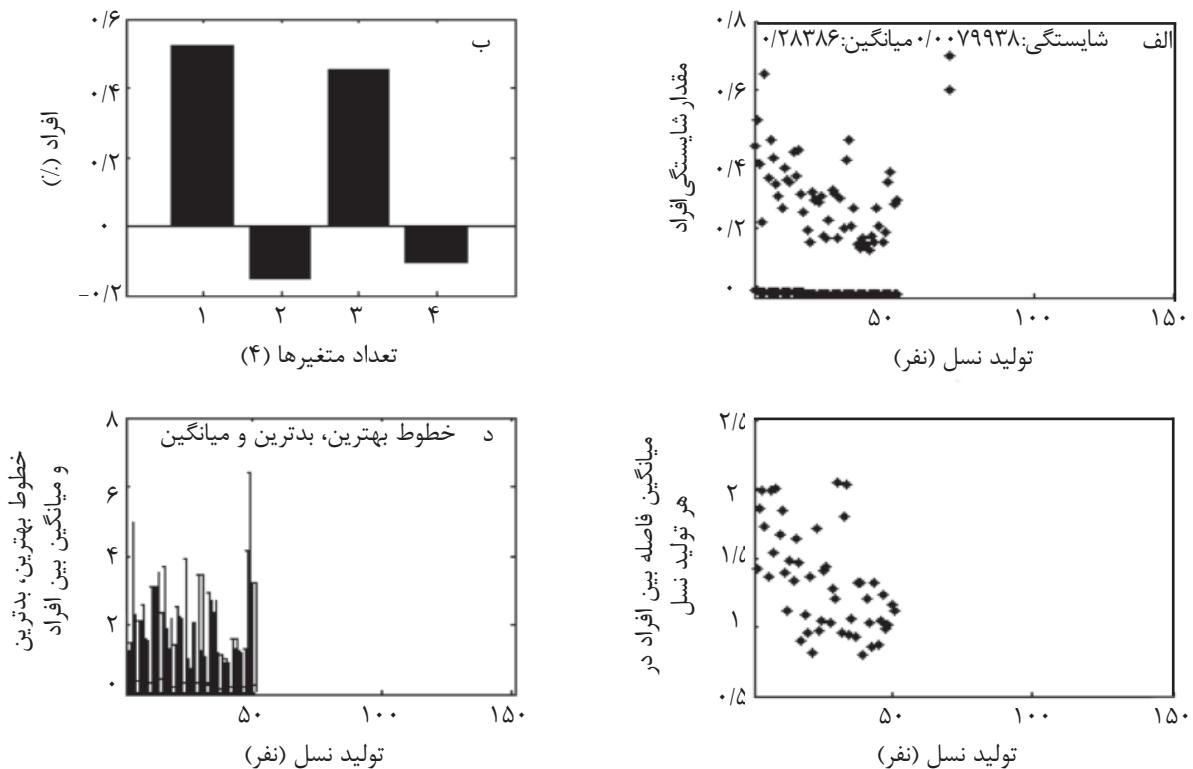 الف شایستگی:۰/۰۰۷۹۹۳۸ میانگین:۰/۲۸۳۸۶
مقدار شایستگی افراد
۰/۸
۰/۶
۰/۴
۰/۲
۰
۵۰ ۱۰۰ ۱۵۰
تولید نسل (نفر)
ب
افراد (٪)
۰/۶
۰/۴
۰/۲
۰
-۰/۲
۱ ۲ ۳ ۴
تعداد متغیرها (۴)
میانگین فاصله بین افراد در
هر تولید نسل
۲/۵
۲
۱/۵
۱
۰/۵
۵۰ ۱۰۰ ۱۵۰
تولید نسل (نفر)
د خطوط بهترین، بدترین و میانگین
خطوط بهترین، بدترین
و میانگین بین افراد
۸
۶
۴
۲
۰
۵۰ ۱۰۰ ۱۵۰
تولید نسل (نفر)